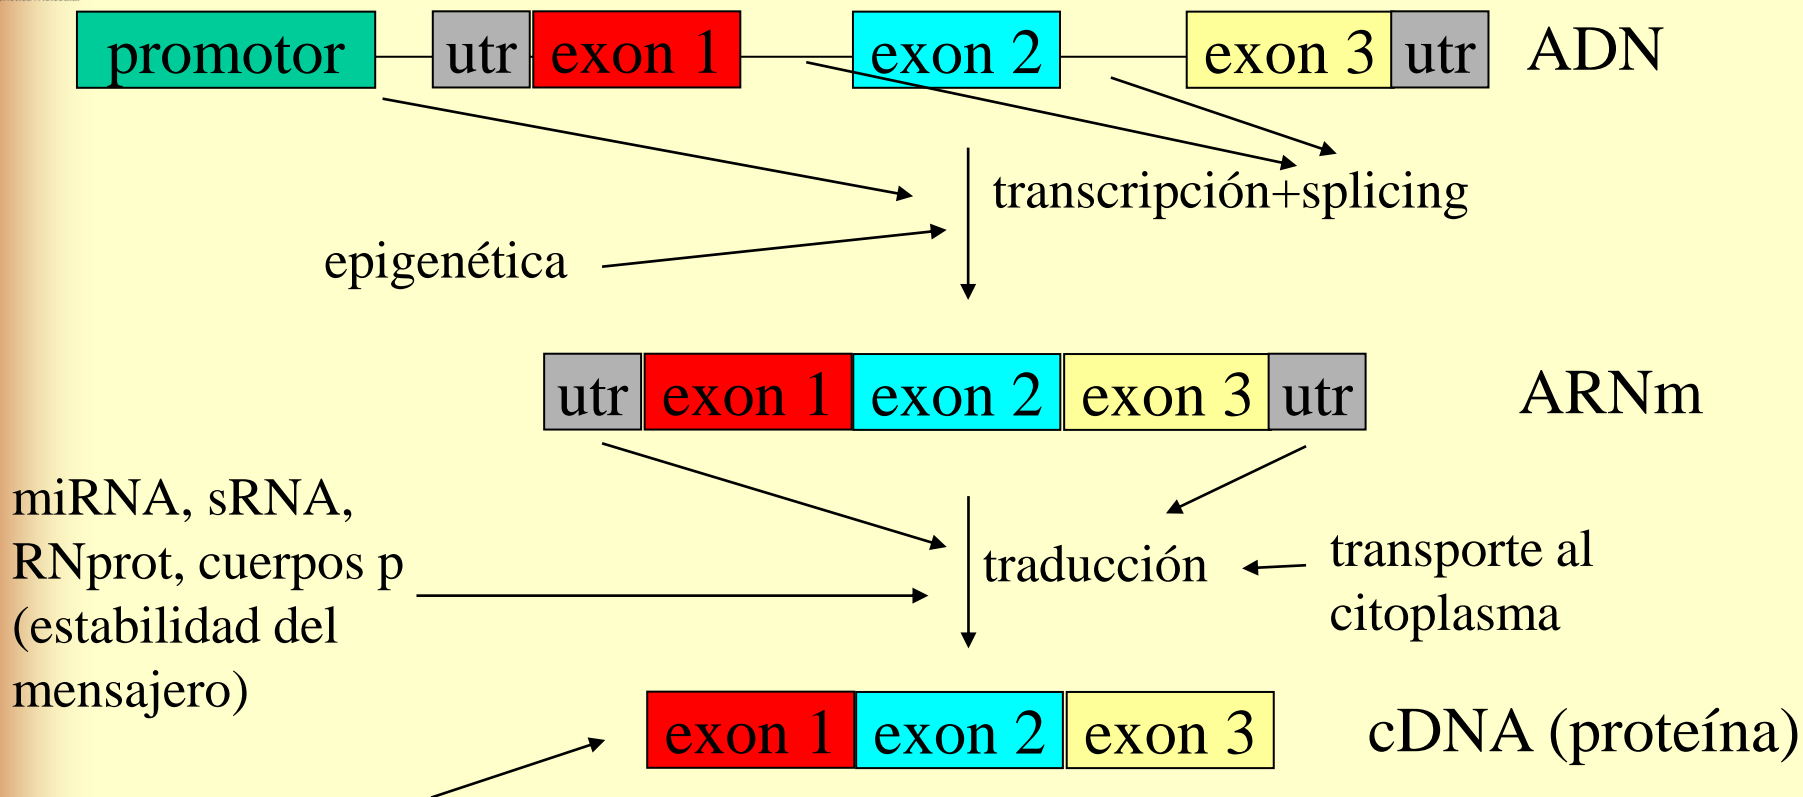 promotor utr exon 1 exon 2 exon 3 utr ADN
transcripción+splicing
epigenética
utr exon 1 exon 2 exon 3 utr ARNm
miRNA, sRNA,
RNprot, cuerpos p
(estabilidad del
mensajero)
traducción
transporte al
citoplasma
exon 1 exon 2 exon 3 cDNA (proteína)